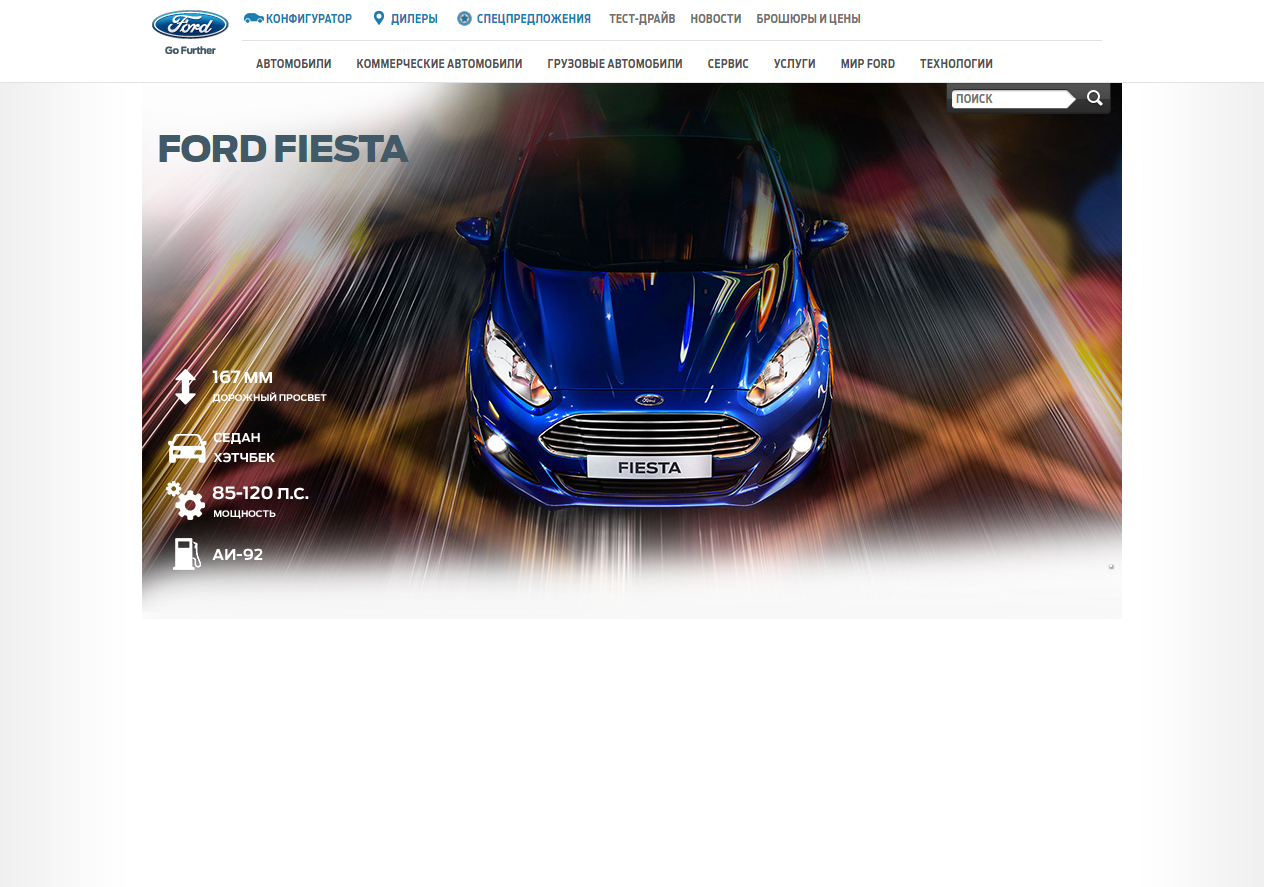 Ford
Go Further
КОНФИГУРАТОР ДИЛЕРЫ СПЕЦПРЕДЛОЖЕНИЯ ТЕСТ-ДРАЙВ НОВОСТИ БРОШЮРЫ И ЦЕНЫ
АВТОМОБИЛИ КОММЕРЧЕСКИЕ АВТОМОБИЛИ ГРУЗОВЫЕ АВТОМОБИЛИ СЕРВИС УСЛУГИ МИР FORD ТЕХНОЛОГИИ
ПОИСК
FORD FIESTA
167 ММ
ДОРОЖНЫЙ ПРОСВЕТ
СЕДАН
ХЭТЧБЕК
85-120 Л.С.
МОЩНОСТЬ
АИ-92
Ford
FIESTA